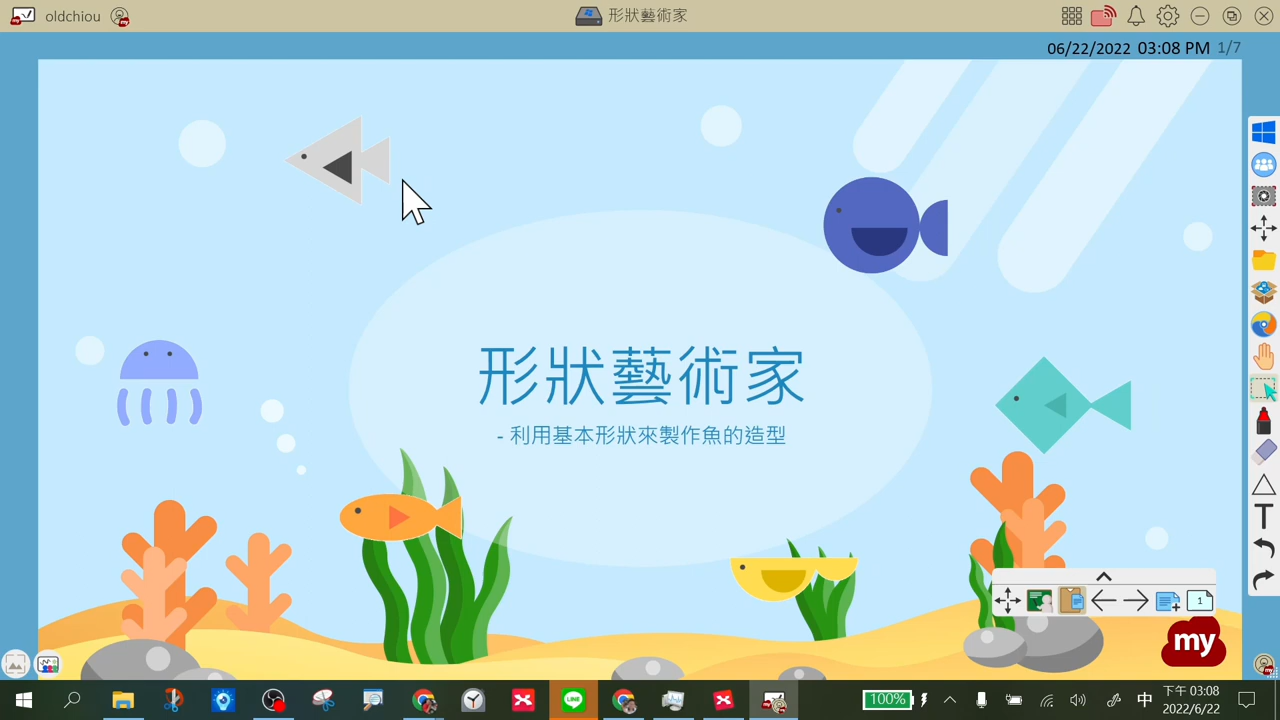 oldchiou
形狀藝術家
06/22/2022 03:08 PM 1/7
形狀藝術家
- 利用基本形狀來製作魚的造型
T
1
my
100%
LINE
中
下午 03:08
2022/6/22